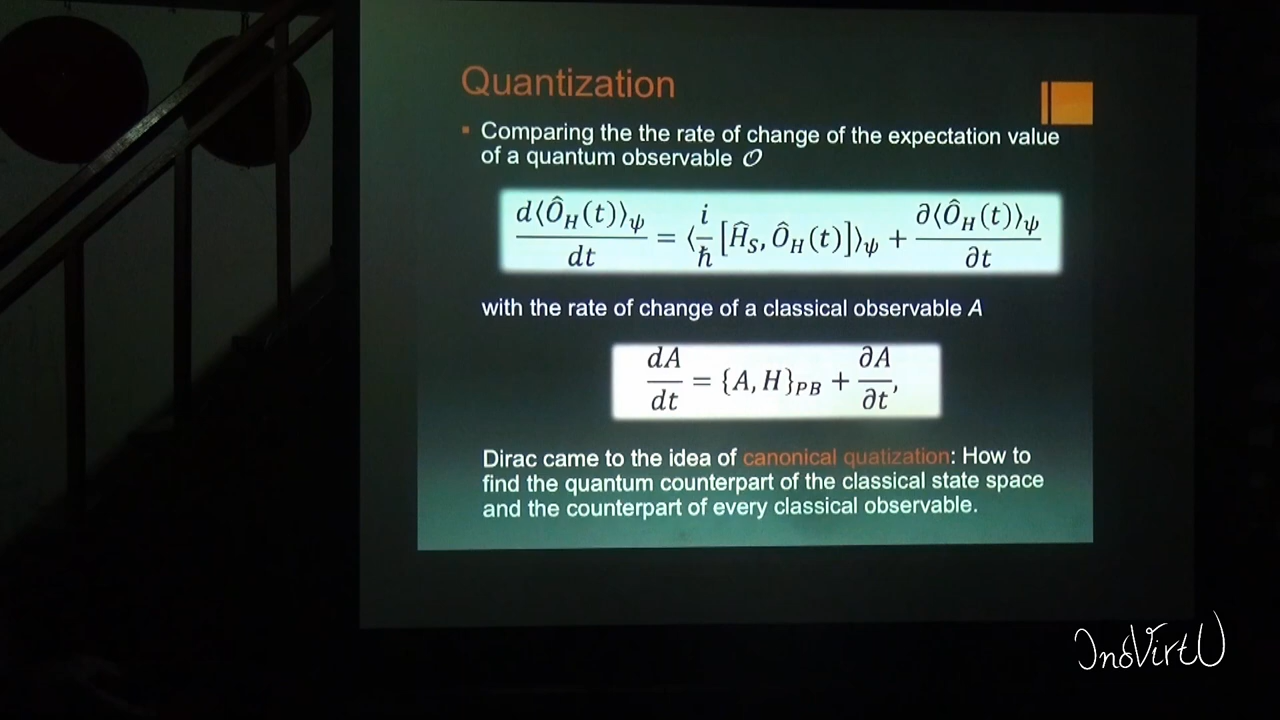 Quantization
▪ Comparing the the rate of change of the expectation value
of a quantum observable 𝒪
d⟨Ô_H(t)⟩_ψ / dt = ⟨ i/ħ [Ĥ_S, Ô_H(t)]⟩_ψ + ∂⟨Ô_H(t)⟩_ψ / ∂t
with the rate of change of a classical observable A
dA/dt = {A, H}_PB + ∂A/∂t,
Dirac came to the idea of canonical quatization: How to
find the quantum counterpart of the classical state space
and the counterpart of every classical observable.
InoVirtU